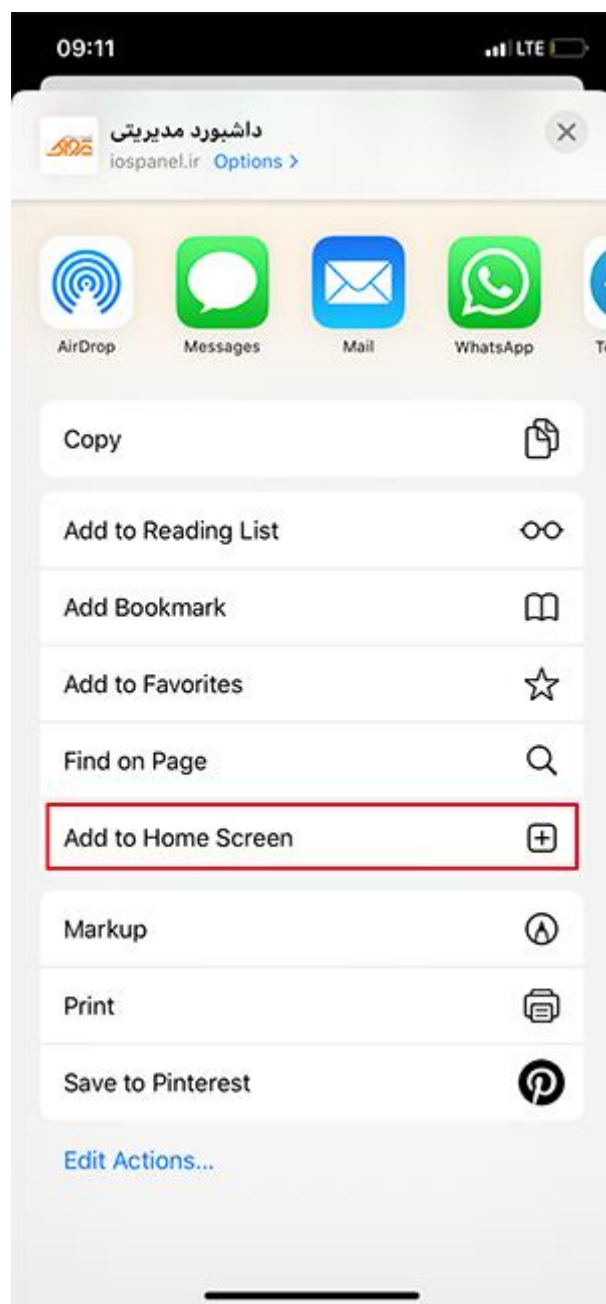 09:11 LTE
داشبورد مدیریتی
iospanel.ir Options >
AirDrop Messages Mail WhatsApp
Copy
Add to Reading List
Add Bookmark
Add to Favorites
Find on Page
Add to Home Screen
Markup
Print
Save to Pinterest
Edit Actions...